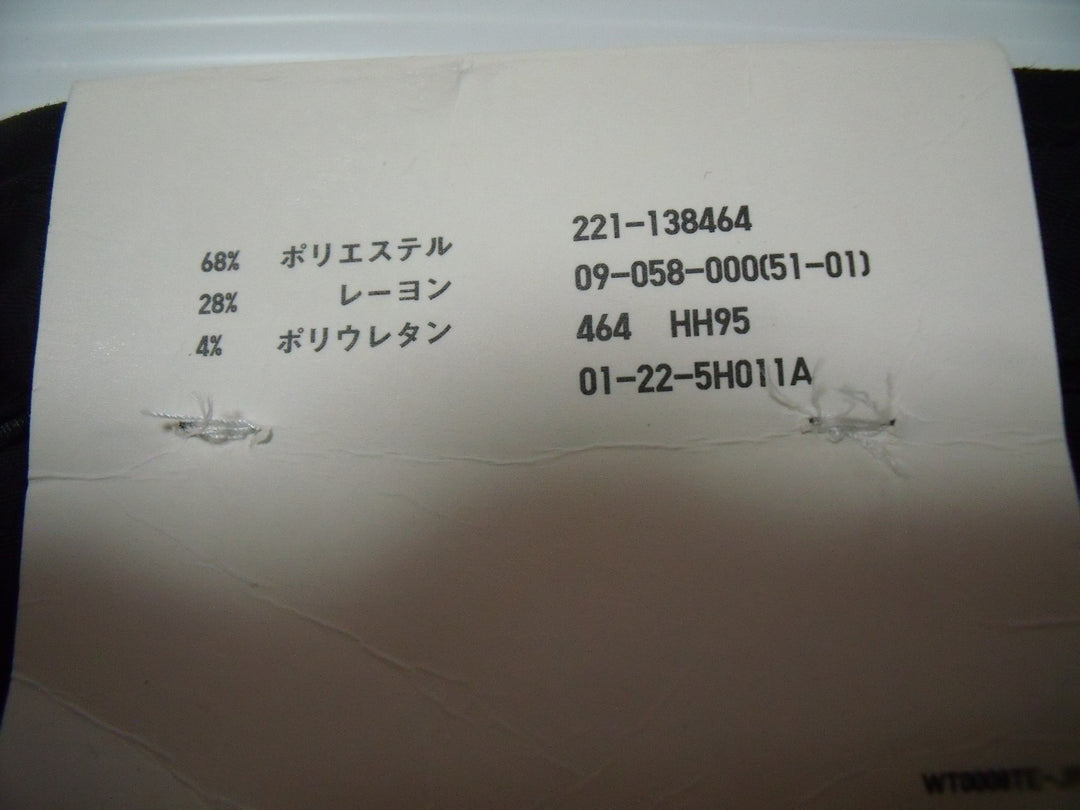 68% ポリエステル
28% レーヨン
4% ポリウレタン
221-138464
09-058-000(51-01)
464 HH95
01-22-5H011A